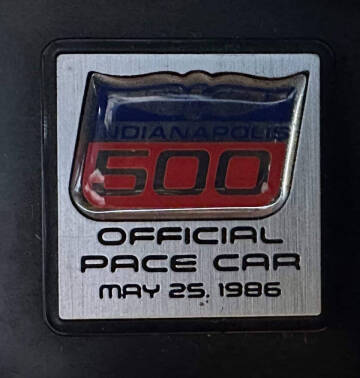 INDIANAPOLIS
500
OFFICIAL
PACE CAR
MAY 25, 1986